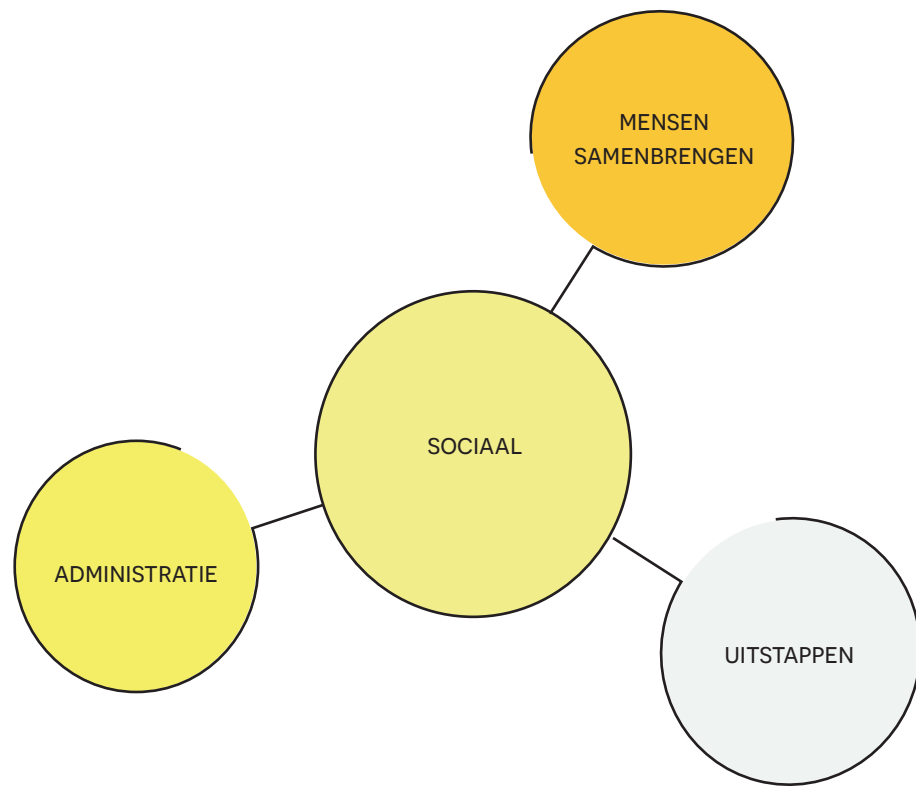 MENSEN
SAMENBRENGEN
SOCIAAL
ADMINISTRATIE
UITSTAPPEN